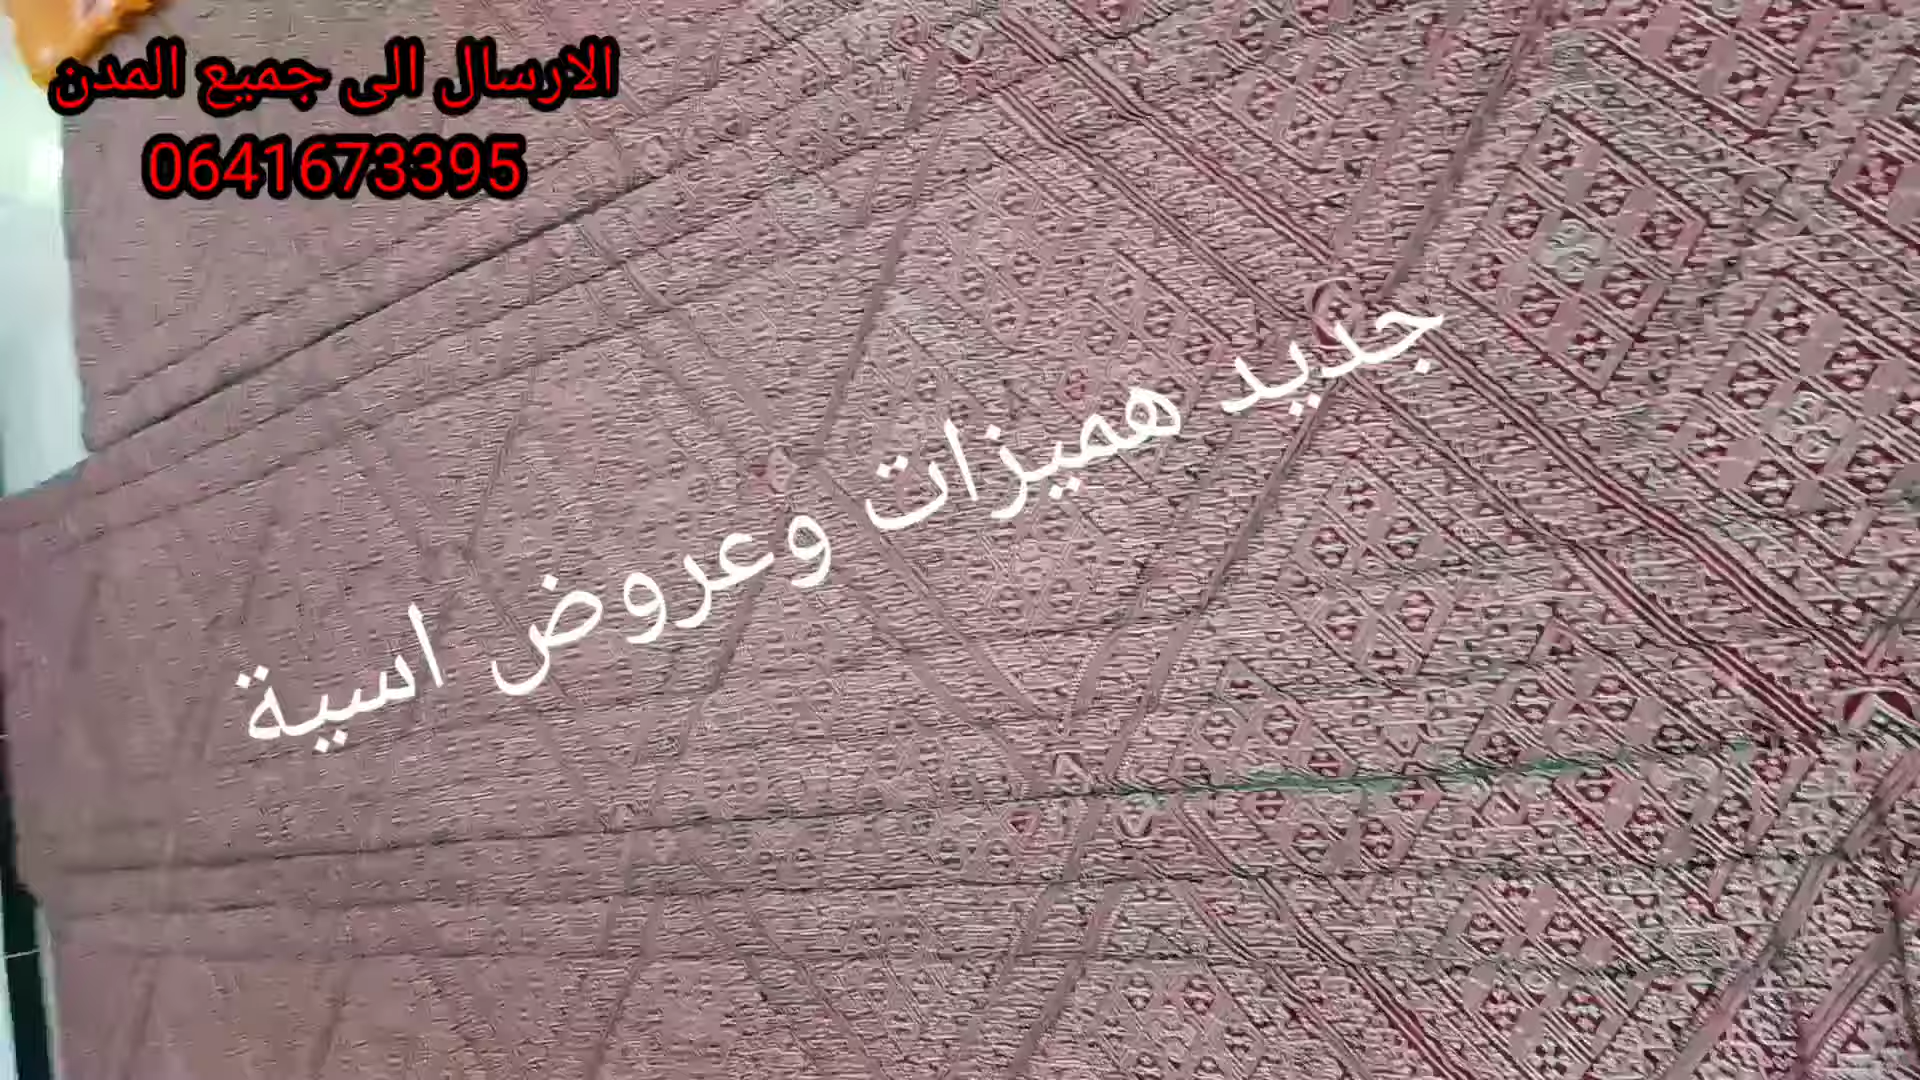 الارسال الى جميع المدن
0641673395
جديد هميزات وعروض اسية